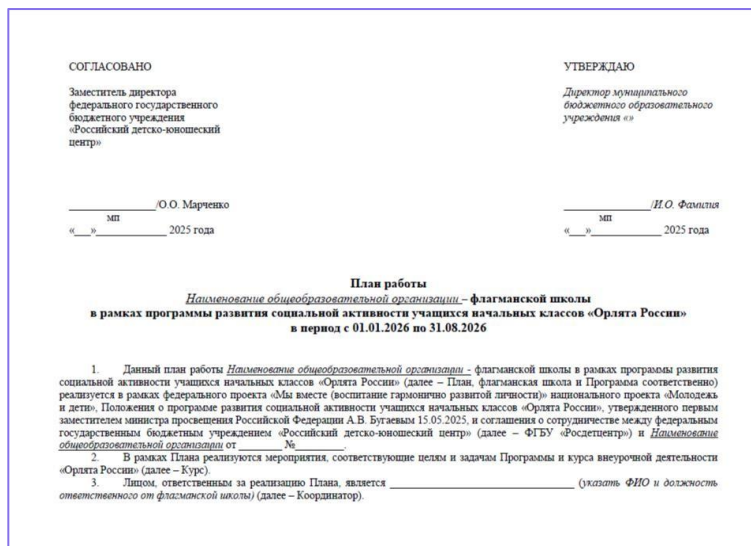 СОГЛАСОВАНО
Заместитель директора
федерального государственного
бюджетного учреждения
«Российский детско-юношеский
центр»
___________________/О.О. Марченко
мп
«___»_______________ 2025 года
УТВЕРЖДАЮ
Директор муниципального
бюджетного образовательного
учреждения «»
___________________/И.О. Фамилия
мп
«___»_______________ 2025 года
План работы
Наименование общеобразовательной организации – флагманской школы
в рамках программы развития социальной активности учащихся начальных классов «Орлята России»
в период с 01.01.2026 по 31.08.2026
1. Данный план работы Наименование общеобразовательной организации - флагманской школы в рамках программы развития
социальной активности учащихся начальных классов «Орлята России» (далее – План, флагманская школа и Программа соответственно)
реализуется в рамках федерального проекта «Мы вместе (воспитание гармонично развитой личности)» национального проекта «Молодежь
и дети», Положения о программе развития социальной активности учащихся начальных классов «Орлята России», утвержденного первым
заместителем министра просвещения Российской Федерации А.В. Бугаевым 15.05.2025, и соглашения о сотрудничестве между федеральным
государственным бюджетным учреждением «Российский детско-юношеский центр» (далее – ФГБУ «Росдетцентр») и Наименование
общеобразовательной организации от _________ №__________.
2. В рамках Плана реализуются мероприятия, соответствующие целям и задачам Программы и курса внеурочной деятельности
«Орлята России» (далее – Курс).
3. Лицом, ответственным за реализацию Плана, является ___________________________________ (указать ФИО и должность
ответственного от флагманской школы) (далее – Координатор).